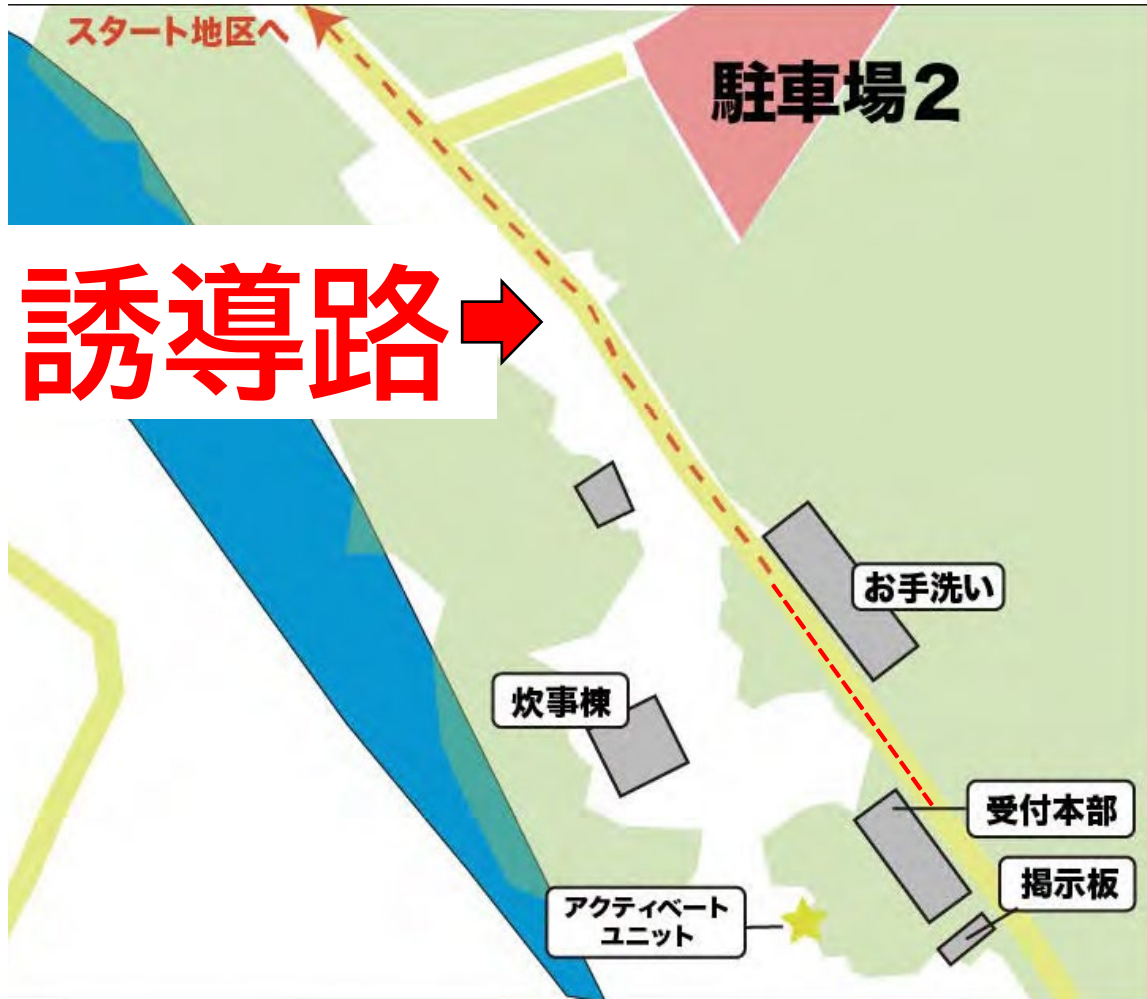 スタート地区へ
駐車場2
誘導路
お手洗い
炊事棟
受付本部
掲示板
アクティベート
ユニット